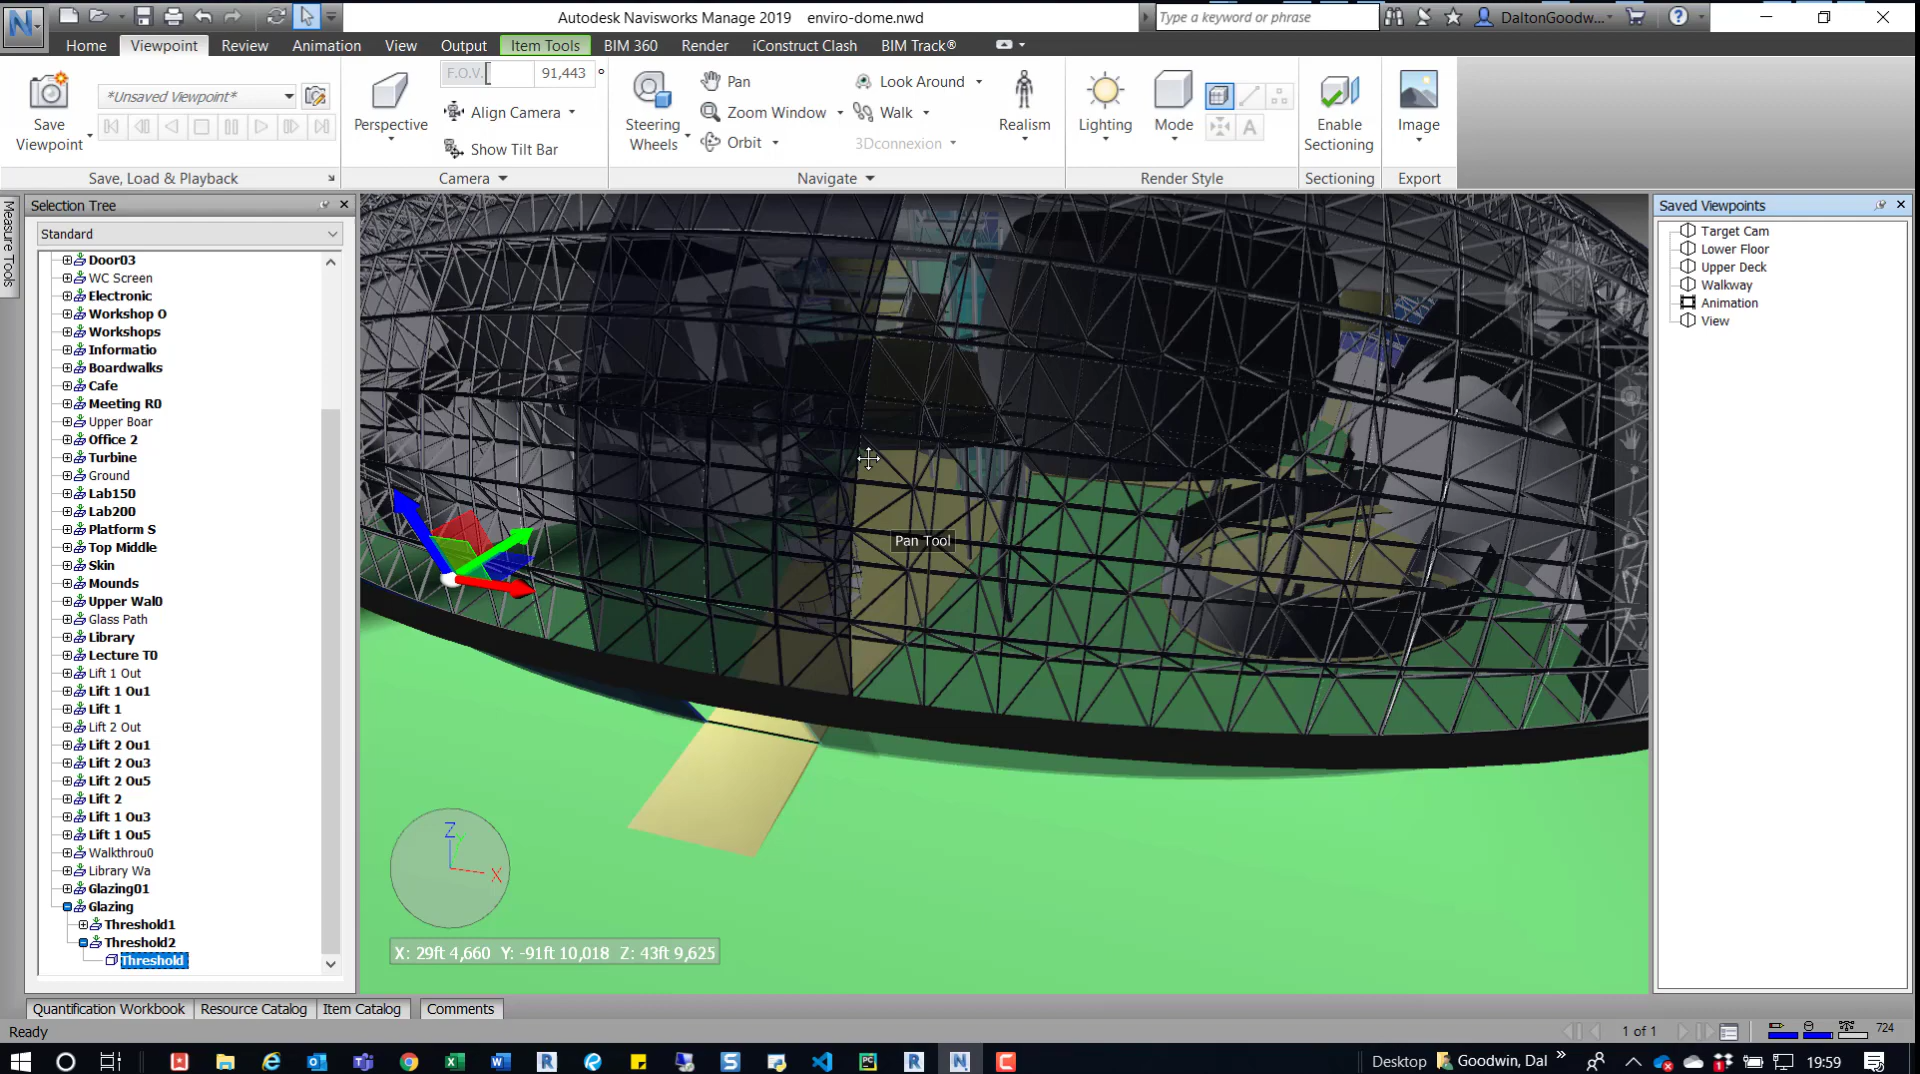 Autodesk Navisworks Manage 2019 enviro-dome.nwd
Type a keyword or phrase
DaltonGoodw...
Home Viewpoint Review Animation View Output Item Tools BIM 360 Render iConstruct Clash BIM Track®
Save Viewpoint
*Unsaved Viewpoint*
Save, Load & Playback
Perspective
F.O.V. 91,443 °
Align Camera
Show Tilt Bar
Camera
Steering Wheels
Pan
Zoom Window
Orbit
Look Around
Walk
3Dconnexion
Realism
Navigate
Lighting
Mode
A
Render Style
Enable Sectioning
Sectioning
Image
Export
Measure Tools
Selection Tree
Standard
Door03
WC Screen
Electronic
Workshop O
Workshops
Informatio
Boardwalks
Cafe
Meeting R0
Upper Boar
Office 2
Turbine
Ground
Lab150
Lab200
Platform S
Top Middle
Skin
Mounds
Upper Wal0
Glass Path
Library
Lecture T0
Lift 1 Out
Lift 1 Ou1
Lift 1
Lift 2 Out
Lift 2 Ou1
Lift 2 Ou3
Lift 2 Ou5
Lift 2
Lift 1 Ou3
Lift 1 Ou5
Walkthrou0
Library Wa
Glazing01
Glazing
Threshold1
Threshold2
Threshold
Pan Tool
Z
Y
X
X: 29ft 4,660 Y: -91ft 10,018 Z: 43ft 9,625
Saved Viewpoints
Target Cam
Lower Floor
Upper Deck
Walkway
Animation
View
Quantification Workbook Resource Catalog Item Catalog Comments
Ready
1 of 1
724
Desktop
Goodwin, Dal
19:59